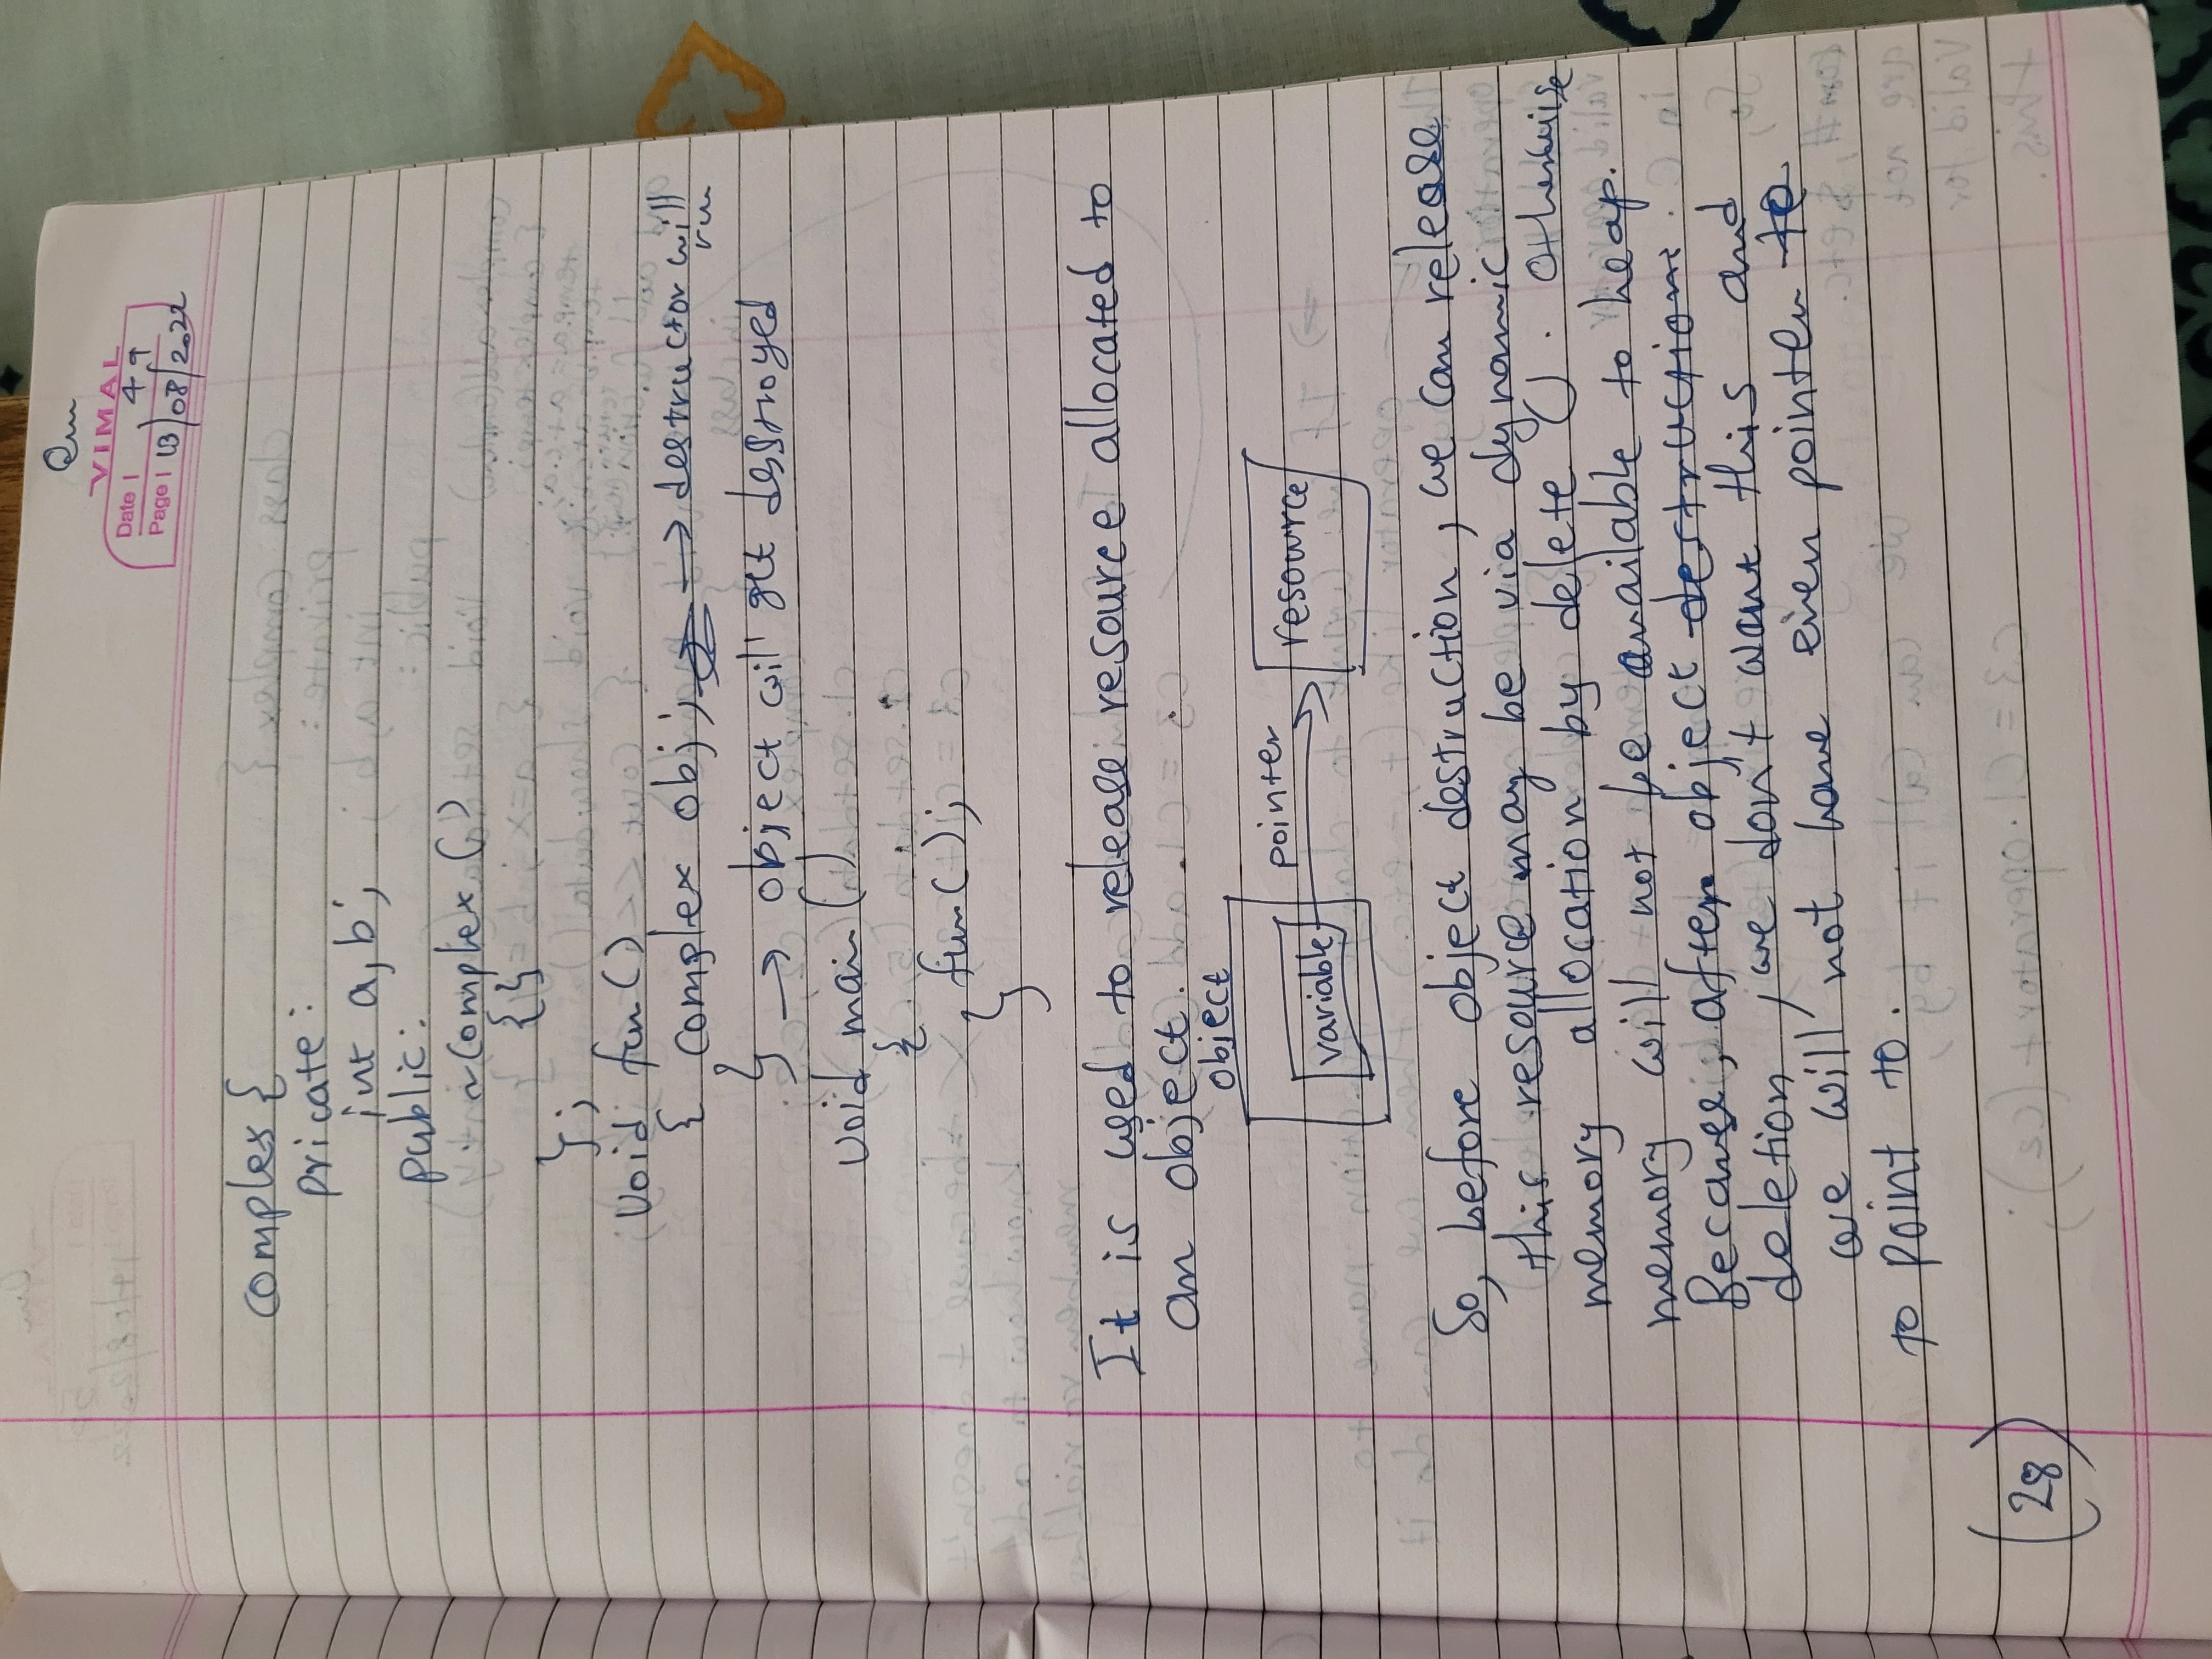 Om
VIMAL
Date | 49
Page | 13/08/2022
complex {
pricate :
int a, b ;
public :
~complex ()
{}
} ;
void fun ()
{ complex obj ; → destructor will
run
} → object will get destroyed
void main ()
{
fun () ;
}
It is used to release resource allocated to
an object.
object
variable pointer resource
So, before object destruction, we can release
this resource may be via dynamic
memory allocation by delete (). Otherwise
memory will not be available to heap.
Because, after object destruction.
deletion, we don't want this and
we will not have even pointer to
to point to.
(28)